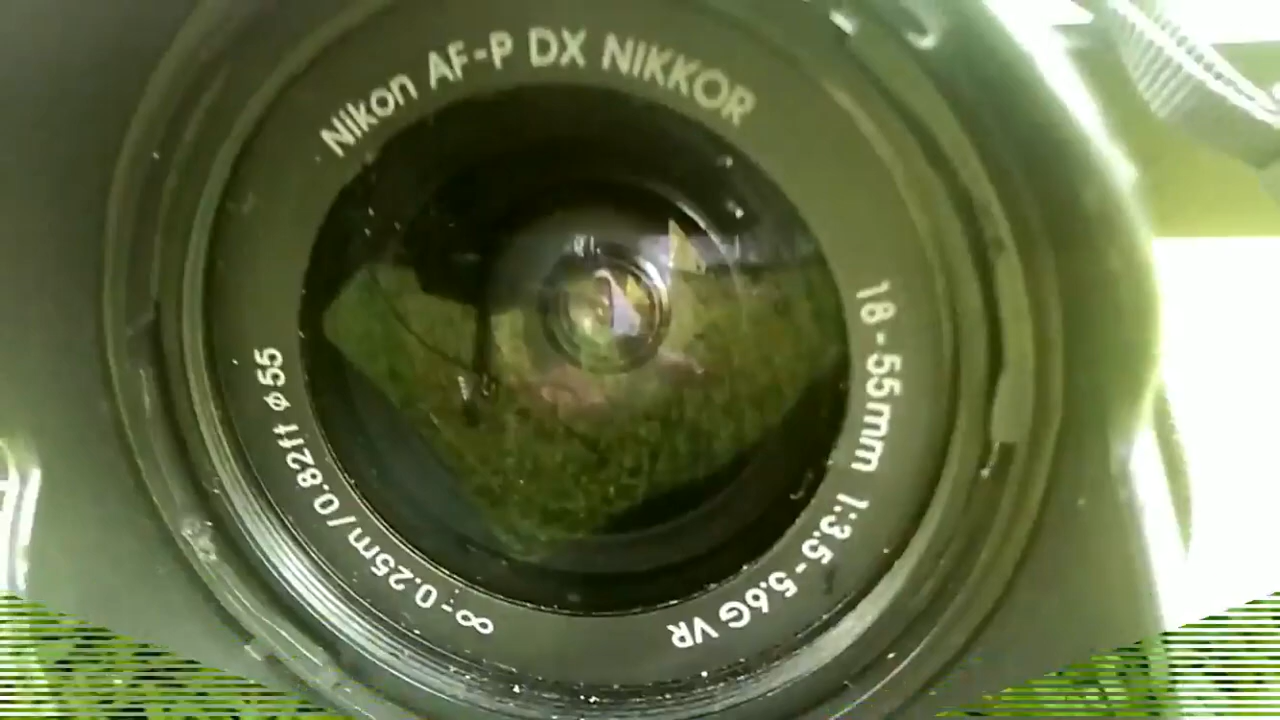 Nikon AF-P DX NIKKOR
18-55mm 1:3.5-5.6G VR
∞-0.25m/0.82ft ⌀55